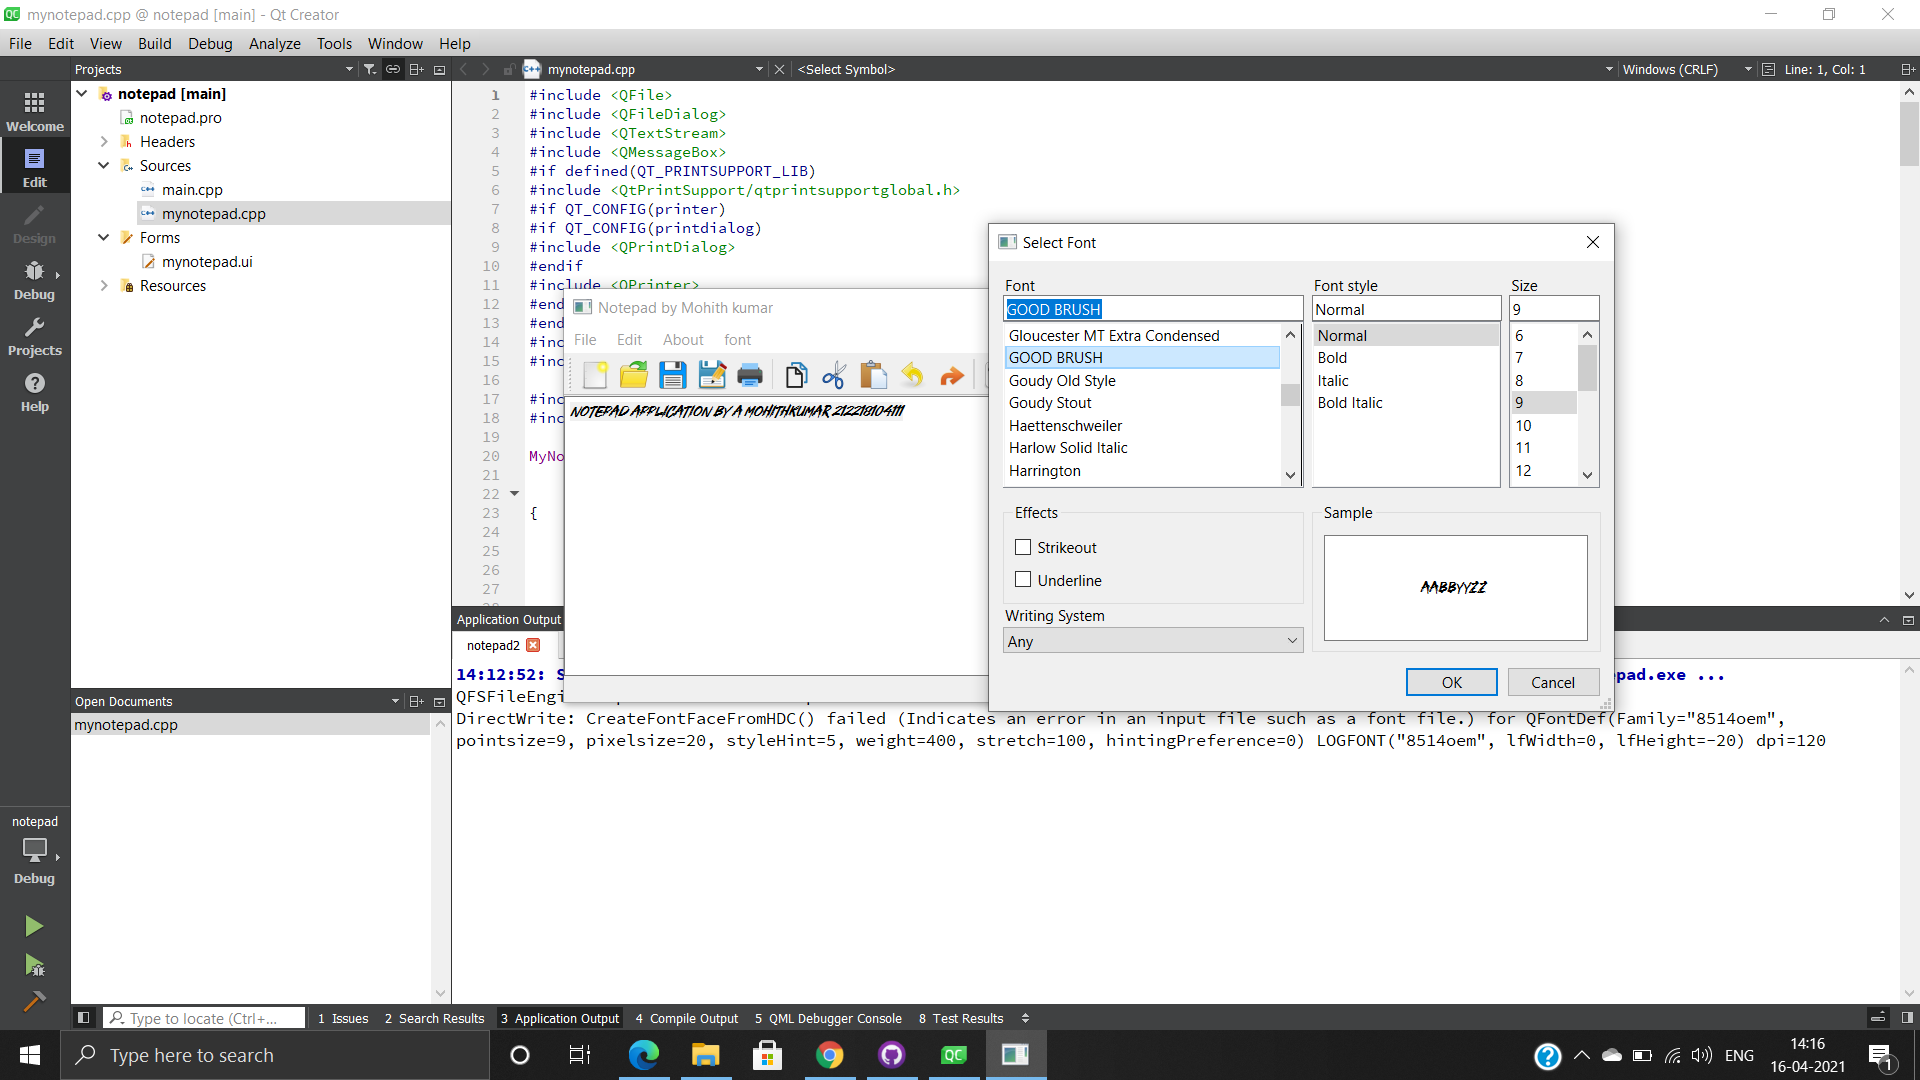 mynotepad.cpp @ notepad [main] - Qt Creator
File Edit View Build Debug Analyze Tools Window Help
Projects
mynotepad.cpp
<Select Symbol>
Windows (CRLF)
Line: 1, Col: 1
Welcome
Edit
Design
Debug
Projects
Help
notepad [main]
notepad.pro
Headers
Sources
main.cpp
mynotepad.cpp
Forms
mynotepad.ui
Resources
1 #include <QFile>
2 #include <QFileDialog>
3 #include <QTextStream>
4 #include <QMessageBox>
5 #if defined(QT_PRINTSUPPORT_LIB)
6 #include <QtPrintSupport/qtprintsupportglobal.h>
7 #if QT_CONFIG(printer)
8 #if QT_CONFIG(printdialog)
9 #include <QPrintDialog>
10 #endif
11 #include <QPrinter>
12 #end
13 #end
14 #inc
15 #inc
16
17 #inc
18 #inc
19
20 MyNo
21
22
23 {
24
25
26
27
Notepad by Mohith kumar
File Edit About font
NOTEPAD APPLICATION BY A MOHITHKUMAR 212218104111
Select Font
Font
GOOD BRUSH
Gloucester MT Extra Condensed
GOOD BRUSH
Goudy Old Style
Goudy Stout
Haettenschweiler
Harlow Solid Italic
Harrington
Font style
Normal
Normal
Bold
Italic
Bold Italic
Size
9
6
7
8
9
10
11
12
Effects
Strikeout
Underline
Sample
AABBYYZZ
Writing System
Any
OK
Cancel
Application Output
notepad2
14:12:52: S
pad.exe ...
QFSFileEngi
DirectWrite: CreateFontFaceFromHDC() failed (Indicates an error in an input file such as a font file.) for QFontDef(Family="8514oem",
pointsize=9, pixelsize=20, styleHint=5, weight=400, stretch=100, hintingPreference=0) LOGFONT("8514oem", lfWidth=0, lfHeight=-20) dpi=120
Open Documents
mynotepad.cpp
notepad
Debug
Type to locate (Ctrl+...
1 Issues
2 Search Results
3 Application Output
4 Compile Output
5 QML Debugger Console
8 Test Results
Type here to search
QC
ENG
14:16
16-04-2021
1